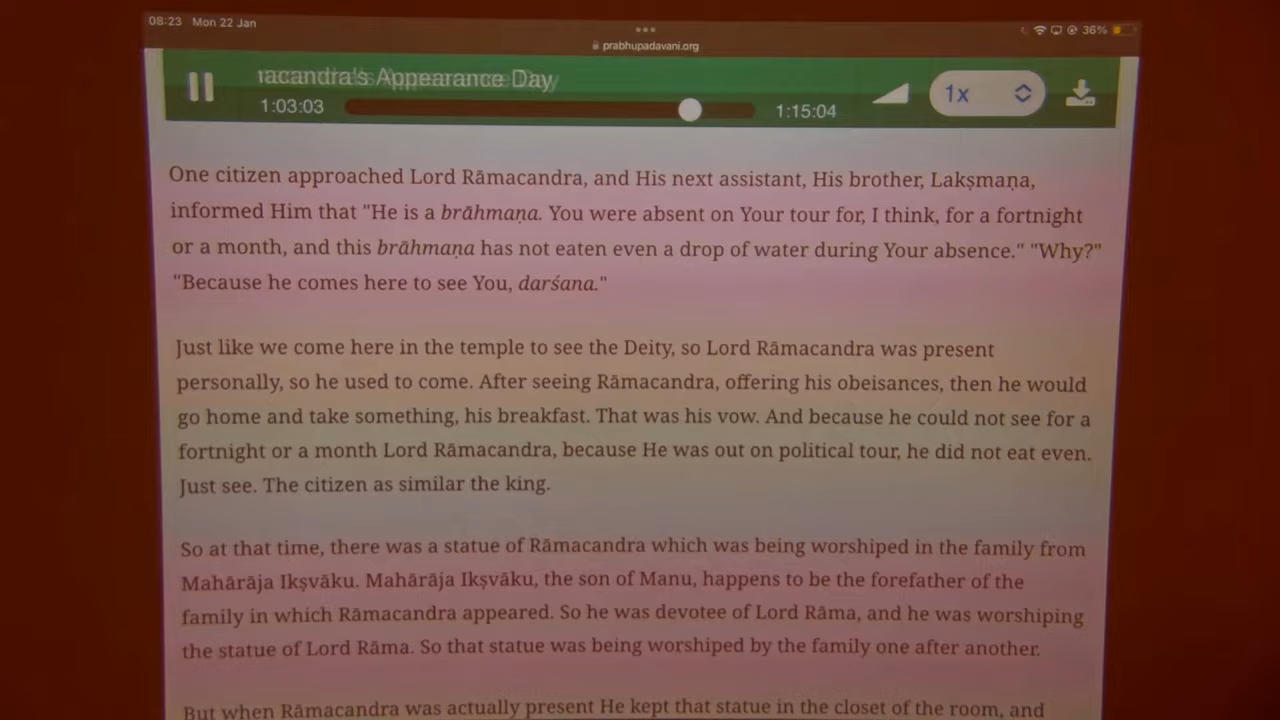 08:23 Mon 22 Jan
36%
prabhupadavani.org
racandra's Appearance Day
1:03:03
1:15:04
1x
One citizen approached Lord Rāmacandra, and His next assistant, His brother, Lakṣmaṇa,
informed Him that "He is a brāhmaṇa. You were absent on Your tour for, I think, for a fortnight
or a month, and this brāhmaṇa has not eaten even a drop of water during Your absence." "Why?"
"Because he comes here to see You, darśana."
Just like we come here in the temple to see the Deity, so Lord Rāmacandra was present
personally, so he used to come. After seeing Rāmacandra, offering his obeisances, then he would
go home and take something, his breakfast. That was his vow. And because he could not see for a
fortnight or a month Lord Rāmacandra, because He was out on political tour, he did not eat even.
Just see. The citizen as similar the king.
So at that time, there was a statue of Rāmacandra which was being worshiped in the family from
Mahārāja Ikṣvāku. Mahārāja Ikṣvāku, the son of Manu, happens to be the forefather of the
family in which Rāmacandra appeared. So he was devotee of Lord Rāma, and he was worshiping
the statue of Lord Rāma. So that statue was being worshiped by the family one after another.
But when Rāmacandra was actually present He kept that statue in the closet of the room, and